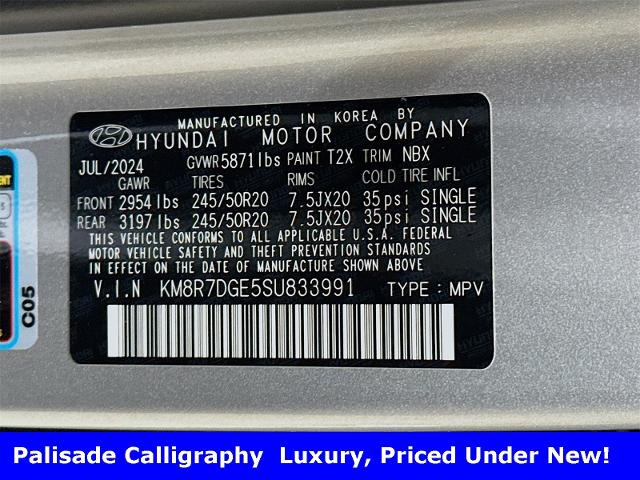 MANUFACTURED IN KOREA BY
HYUNDAI MOTOR COMPANY
JUL/2024 GVWR5871lbs PAINT T2X TRIM NBX
GAWR TIRES RIMS COLD TIRE INFL
FRONT 2954lbs 245/50R20 7.5JX20 35psi SINGLE
REAR 3197lbs 245/50R20 7.5JX20 35psi SINGLE
THIS VEHICLE CONFORMS TO ALL APPLICABLE U.S.A. FEDERAL
MOTOR VEHICLE SAFETY AND THEFT PREVENTION STANDARDS
IN EFFECT ON THE DATE OF MANUFACTURE SHOWN ABOVE
V.I.N KM8R7DGE5SU833991 TYPE : MPV
C05
Palisade Calligraphy Luxury, Priced Under New!